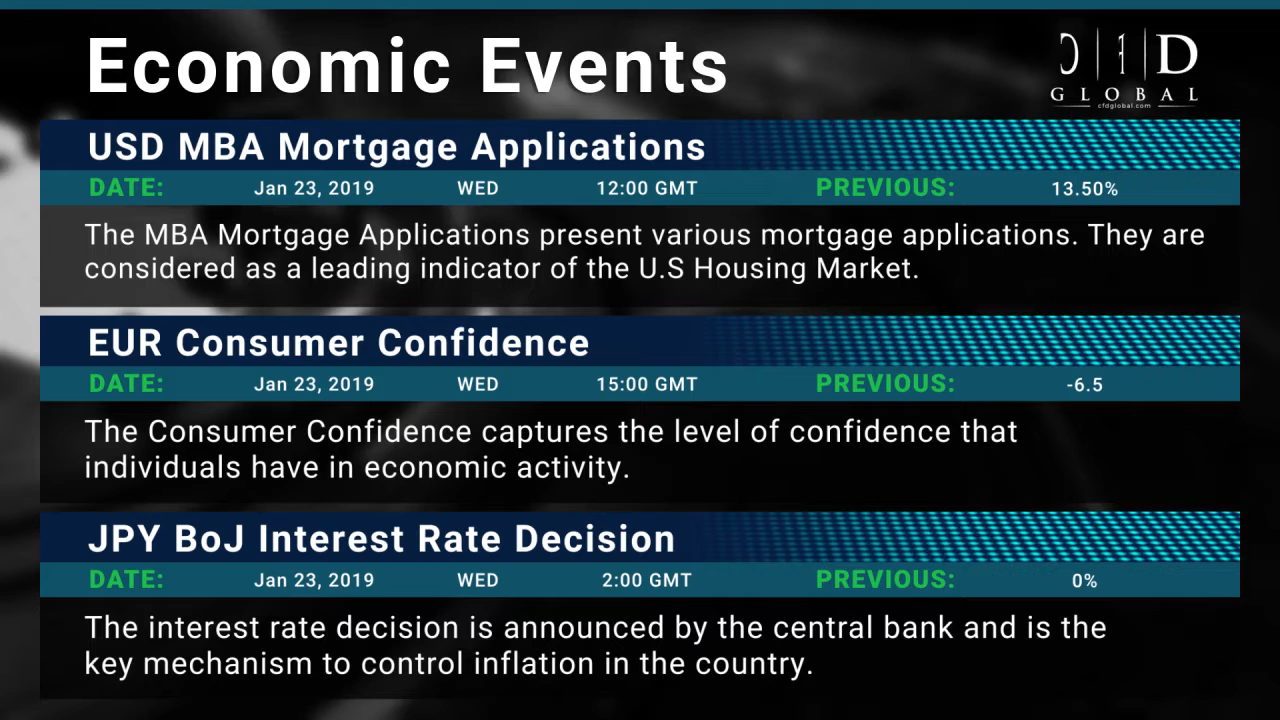 Economic Events
GLOBAL
cfdglobal.com
USD MBA Mortgage Applications
DATE: Jan 23, 2019 WED 12:00 GMT PREVIOUS: 13.50%
The MBA Mortgage Applications present various mortgage applications. They are
considered as a leading indicator of the U.S Housing Market.
EUR Consumer Confidence
DATE: Jan 23, 2019 WED 15:00 GMT PREVIOUS: -6.5
The Consumer Confidence captures the level of confidence that
individuals have in economic activity.
JPY BoJ Interest Rate Decision
DATE: Jan 23, 2019 WED 2:00 GMT PREVIOUS: 0%
The interest rate decision is announced by the central bank and is the
key mechanism to control inflation in the country.